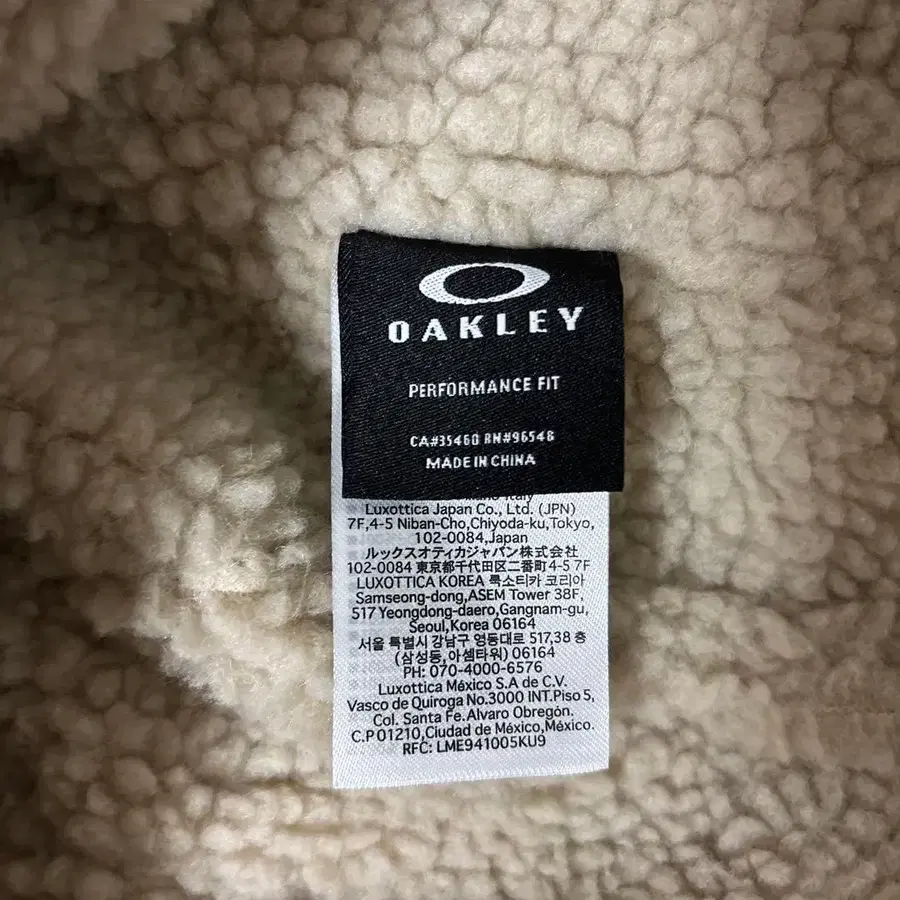 OAKLEY
PERFORMANCE FIT
CA#35460 RN#96548
MADE IN CHINA
Italy
Luxottica Japan Co., Ltd. (JPN)
7F,4-5 Niban-Cho,Chiyoda-ku,Tokyo,
102-0084,Japan
ルックスオティカジャパン株式会社
102-0084 東京都千代田区二番町4-5 7F
LUXOTTICA KOREA 룩소티카 코리아
Samseong-dong,ASEM Tower 38F,
517 Yeongdong-daero,Gangnam-gu,
Seoul,Korea 06164
서울 특별시 강남구 영동대로 517,38 층
(삼성동,아셈타워) 06164
PH: 070-4000-6576
Luxottica México S.A de C.V.
Vasco de Quiroga No.3000 INT.Piso 5,
Col. Santa Fe.Alvaro Obregón.
C.P 01210,Ciudad de México,México.
RFC: LME941005KU9